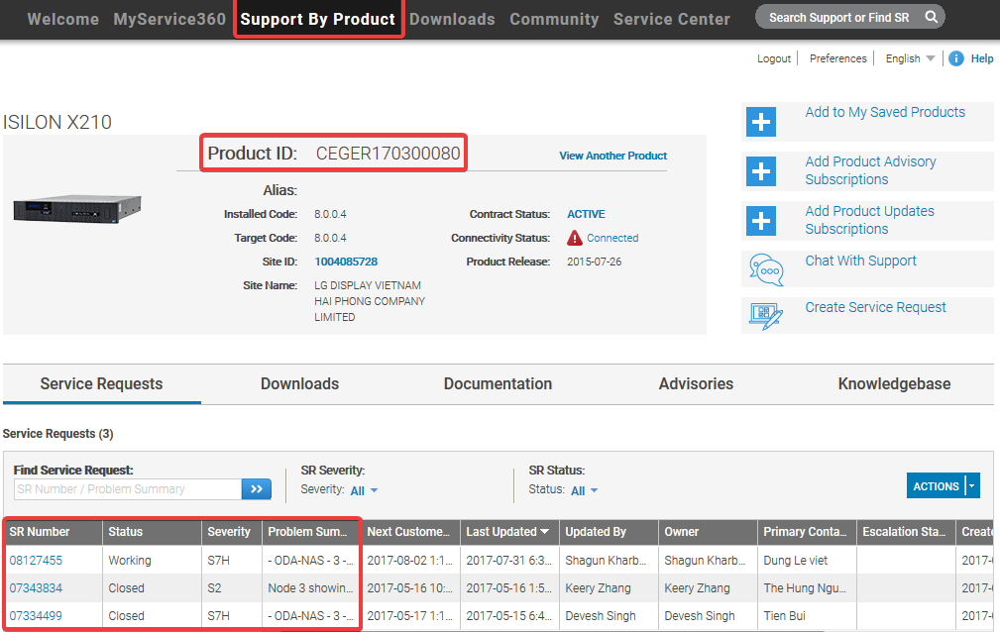 Welcome MyService360 Support By Product Downloads Community Service Center Search Support or Find SR
Logout Preferences English Help
ISILON X210
Product ID: CEGER170300080 View Another Product
Alias:
Installed Code: 8.0.0.4 Contract Status: ACTIVE
Target Code: 8.0.0.4 Connectivity Status: Connected
Site ID: 1004085728 Product Release: 2015-07-26
Site Name: LG DISPLAY VIETNAM
HAI PHONG COMPANY
LIMITED
Add to My Saved Products
Add Product Advisory
Subscriptions
Add Product Updates
Subscriptions
Chat With Support
Create Service Request
Service Requests Downloads Documentation Advisories Knowledgebase
Service Requests (3)
Find Service Request: SR Severity: SR Status:
SR Number / Problem Summary >> Severity: All Status: All ACTIONS
SR Number Status Severity Problem Sum... Next Custome... Last Updated Updated By Owner Primary Conta... Escalation Sta... Create
08127455 Working S7H - ODA-NAS - 3 -... 2017-08-02 1:1... 2017-07-31 6:3... Shagun Kharb... Shagun Kharb... Dung Le viet 2017-
07343834 Closed S2 Node 3 showin... 2017-05-16 10:... 2017-05-16 1:5... Keery Zhang Keery Zhang The Hung Ngu... 2017-
07334499 Closed S7H - ODA-NAS - 3 -... 2017-05-17 1:1... 2017-05-15 6:4... Devesh Singh Devesh Singh Tien Bui 2017-